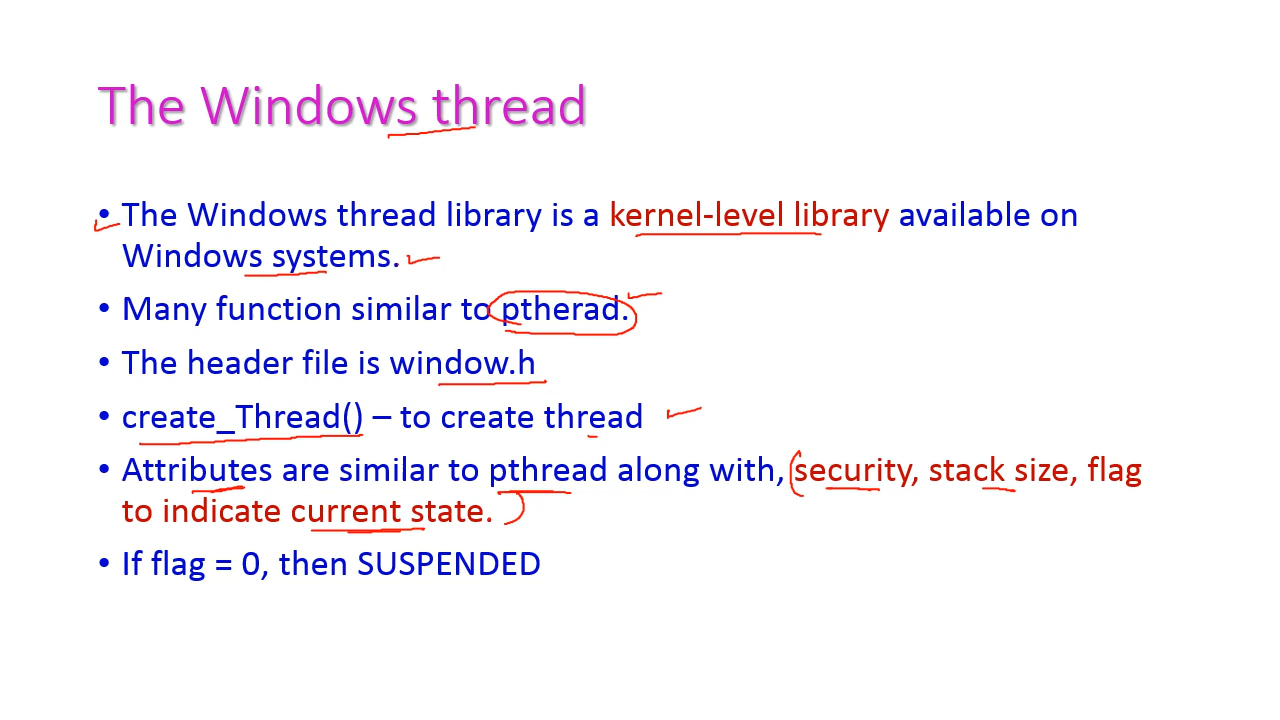 The Windows thread
• The Windows thread library is a kernel-level library available on
Windows systems.
• Many function similar to ptherad.
• The header file is window.h
• create_Thread() – to create thread
• Attributes are similar to pthread along with, security, stack size, flag
to indicate current state.
• If flag = 0, then SUSPENDED